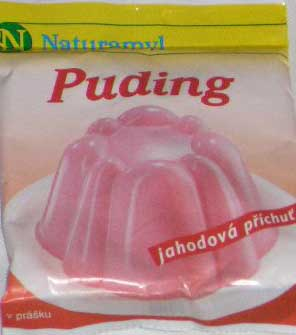 N Naturamyl
Puding
jahodová příchuť
v prášku